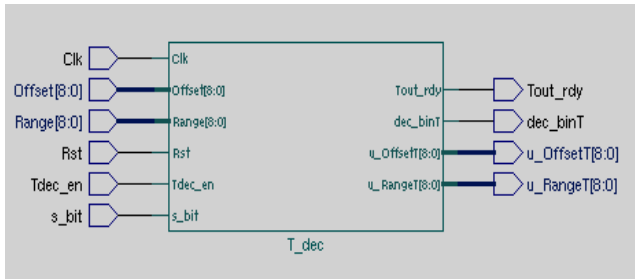 Clk Clk
Offset[8:0] Offset[8:0] Tout_rdy Tout_rdy
Range[8:0] Range[8:0] dec_binT dec_binT
Rst Rst u_OffsetT[8:0] u_OffsetT[8:0]
Tdec_en Tdec_en u_RangeT[8:0] u_RangeT[8:0]
s_bit s_bit
T_dec